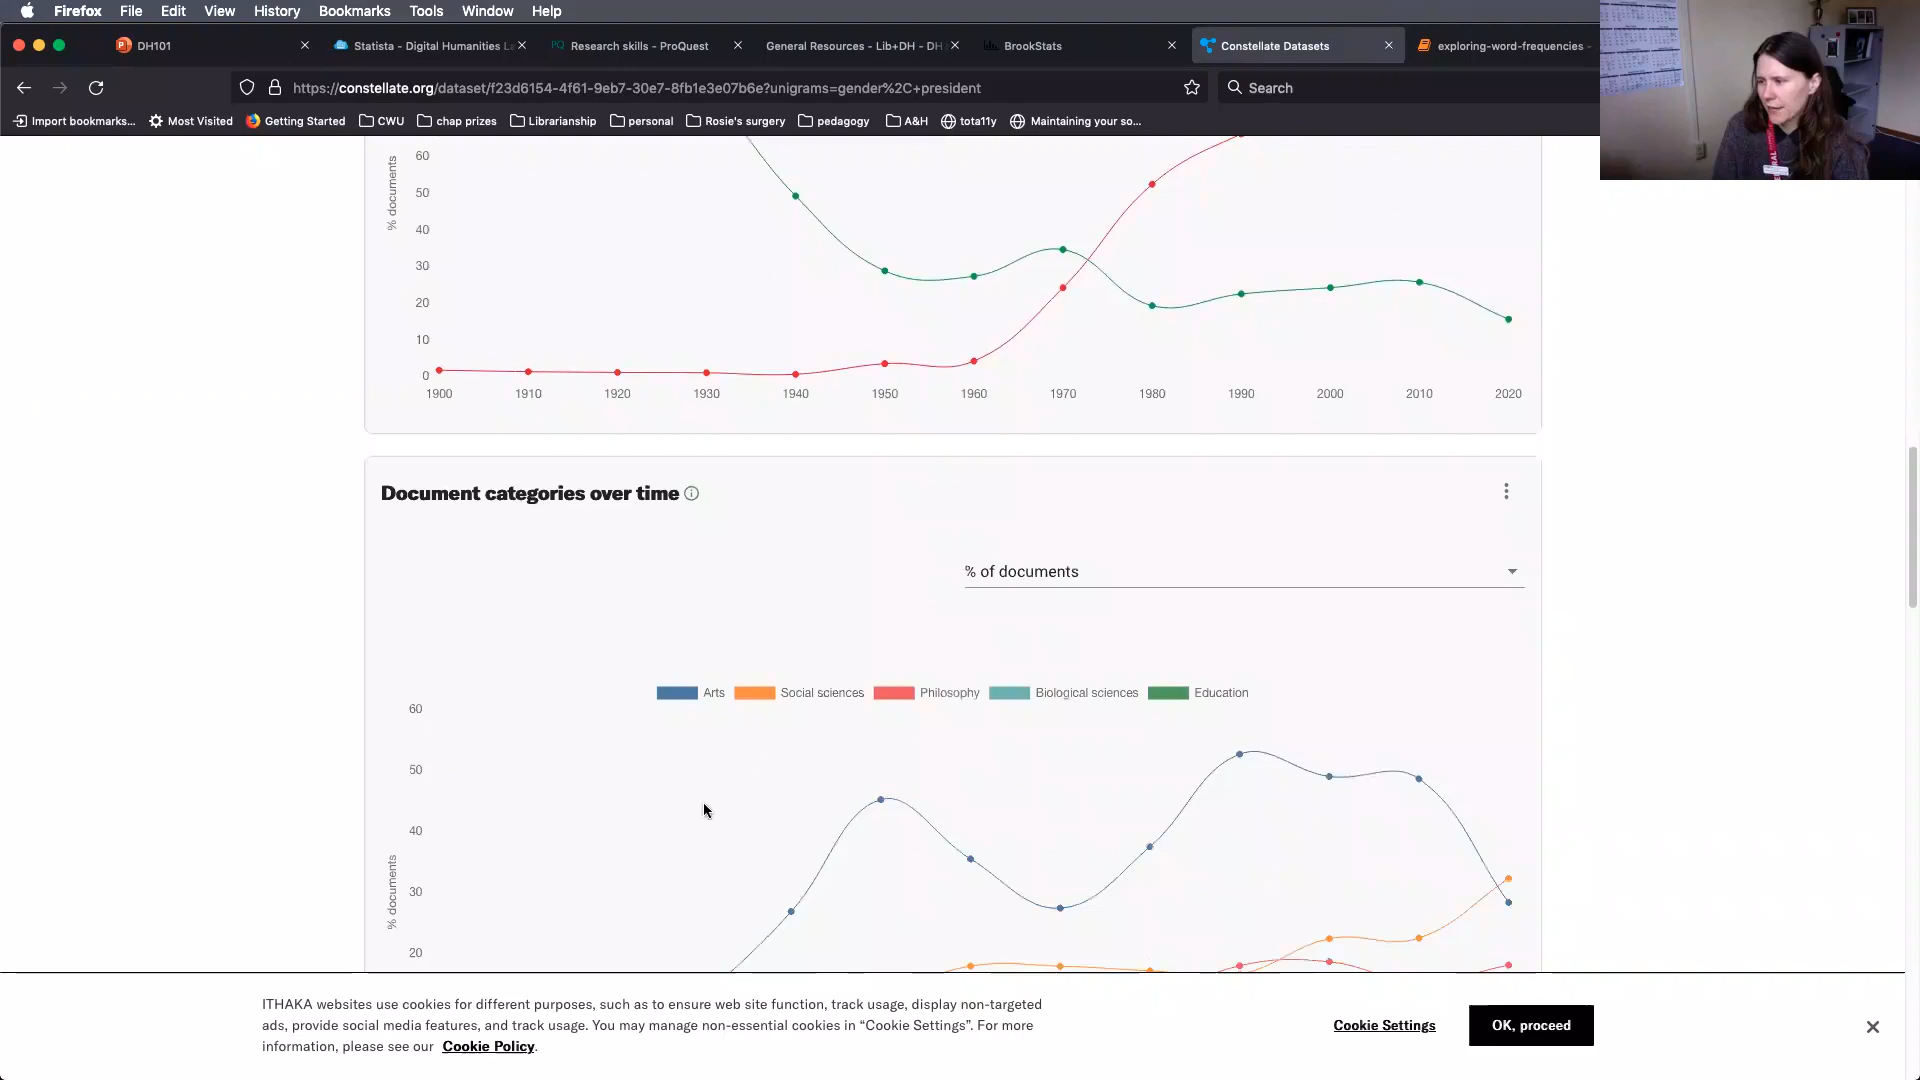 Firefox File Edit View History Bookmarks Tools Window Help
DH101
Statista - Digital Humanities L
Research skills - ProQuest
General Resources - Lib+DH - DH
BrookStats
Constellate Datasets
exploring-word-frequencies -
https://constellate.org/dataset/f23d6154-4f61-9eb7-30e7-8fb1e3e07b6e?unigrams=gender%2C+president
Search
Import bookmarks... Most Visited Getting Started CWU chap prizes Librarianship personal Rosie's surgery pedagogy A&H tota11y Maintaining your so...
% documents
60
50
40
30
20
10
0
1900 1910 1920 1930 1940 1950 1960 1970 1980 1990 2000 2010 2020
Document categories over time
% of documents
Arts Social sciences Philosophy Biological sciences Education
% documents
60
50
40
30
20
ITHAKA websites use cookies for different purposes, such as to ensure web site function, track usage, display non-targeted
ads, provide social media features, and track usage. You may manage non-essential cookies in “Cookie Settings”. For more
information, please see our Cookie Policy.
Cookie Settings
OK, proceed